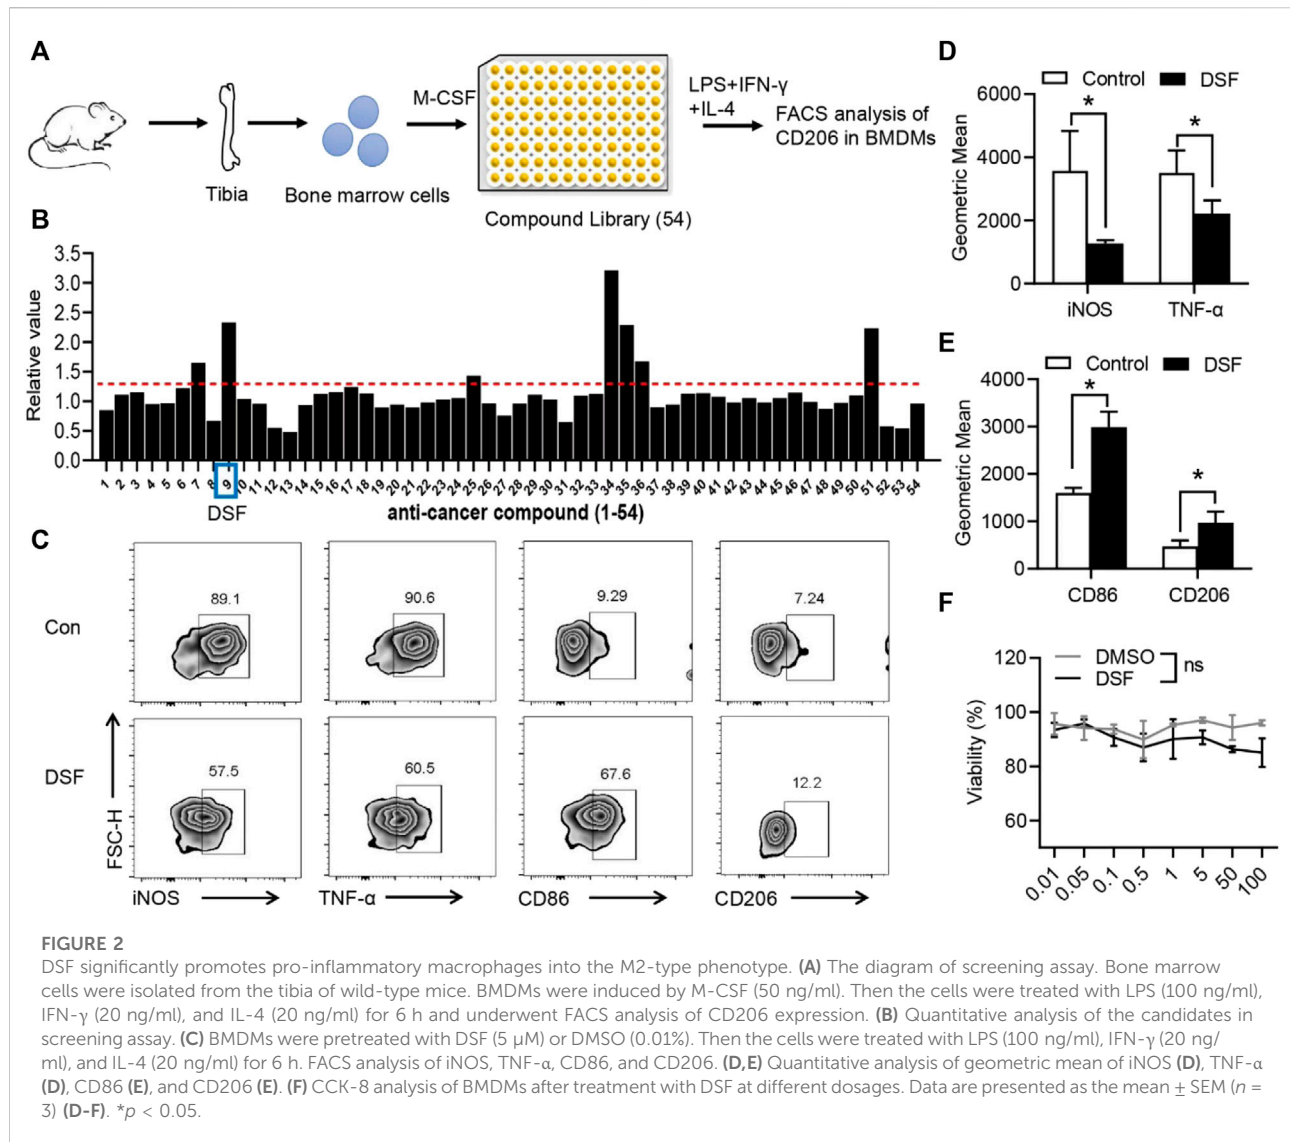 A
Tibia
Bone marrow cells
M-CSF
Compound Library (54)
LPS+IFN-γ
+IL-4
FACS analysis of
CD206 in BMDMs
B
Relative value
3.5
3.0
2.5
2.0
1.5
1.0
0.5
0.0
1 2 3 4 5 6 7 8 9 10 11 12 13 14 15 16 17 18 19 20 21 22 23 24 25 26 27 28 29 30 31 32 33 34 35 36 37 38 39 40 41 42 43 44 45 46 47 48 49 50 51 52 53 54
DSF
anti-cancer compound (1-54)
C
Con
89.1
90.6
9.29
7.24
DSF
57.5
60.5
67.6
12.2
FSC-H
iNOS
TNF-α
CD86
CD206
D
Control DSF
Geometric Mean
6000
4000
2000
0
* *
iNOS TNF-α
E
Control DSF
Geometric Mean
4000
3000
2000
1000
0
* *
CD86 CD206
F
DMSO
DSF
ns
Viability (%)
120
100
80
60
0.01 0.05 0.1 0.5 1 5 50 100
FIGURE 2
DSF significantly promotes pro-inflammatory macrophages into the M2-type phenotype. (A) The diagram of screening assay. Bone marrow
cells were isolated from the tibia of wild-type mice. BMDMs were induced by M-CSF (50 ng/ml). Then the cells were treated with LPS (100 ng/ml),
IFN-γ (20 ng/ml), and IL-4 (20 ng/ml) for 6 h and underwent FACS analysis of CD206 expression. (B) Quantitative analysis of the candidates in
screening assay. (C) BMDMs were pretreated with DSF (5 μM) or DMSO (0.01%). Then the cells were treated with LPS (100 ng/ml), IFN-γ (20 ng/
ml), and IL-4 (20 ng/ml) for 6 h. FACS analysis of iNOS, TNF-α, CD86, and CD206. (D,E) Quantitative analysis of geometric mean of iNOS (D), TNF-α
(D), CD86 (E), and CD206 (E). (F) CCK-8 analysis of BMDMs after treatment with DSF at different dosages. Data are presented as the mean ± SEM (n =
3) (D-F). *p < 0.05.